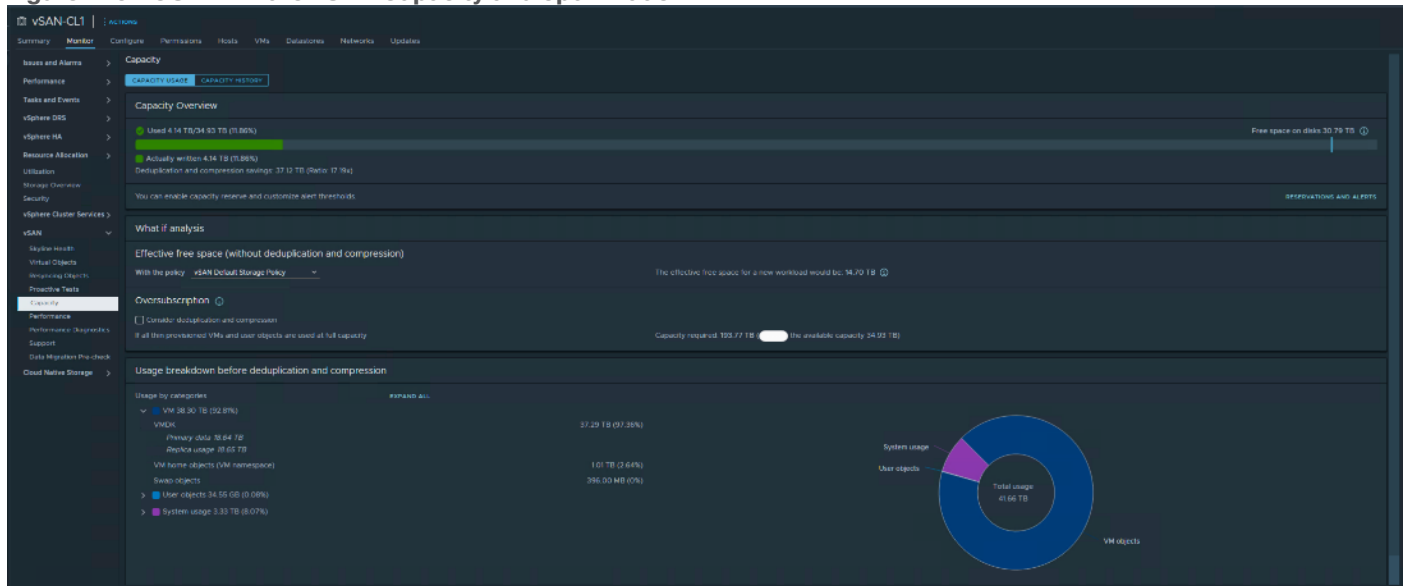 vSAN-CL1 | ⋮ ACTIONS
Summary Monitor Configure Permissions Hosts VMs Datastores Networks Updates
Issues and Alarms
Performance
Tasks and Events
vSphere DRS
vSphere HA
Resource Allocation
Utilization
Storage Overview
Security
vSphere Cluster Services
vSAN
Skyline Health
Virtual Objects
Resyncing Objects
Proactive Tests
Capacity
Performance
Performance Diagnostics
Support
Data Migration Pre-check
Cloud Native Storage
Capacity
CAPACITY USAGE CAPACITY HISTORY
Capacity Overview
Used 4.14 TB/34.93 TB (11.86%) Free space on disks 30.79 TB
Actually written 4.14 TB (11.86%)
Deduplication and compression savings: 37.12 TB (Ratio: 17.19x)
You can enable capacity reserve and customize alert thresholds. RESERVATIONS AND ALERTS
What if analysis
Effective free space (without deduplication and compression)
With the policy vSAN Default Storage Policy The effective free space for a new workload would be: 14.70 TB
Oversubscription
Consider deduplication and compression
If all thin provisioned VMs and user objects are used at full capacity Capacity required: 193.77 TB ( the available capacity 34.93 TB)
Usage breakdown before deduplication and compression
Usage by categories EXPAND ALL
VM 38.30 TB (92.81%)
VMDK 37.29 TB (97.36%)
Primary data 18.64 TB
Replica usage 18.65 TB
VM home objects (VM namespace) 1.01 TB (2.64%)
Swap objects 396.00 MB (0%)
User objects 34.55 GB (0.08%)
System usage 3.33 TB (8.07%)
System usage
User objects
Total usage
41.66 TB
VM objects